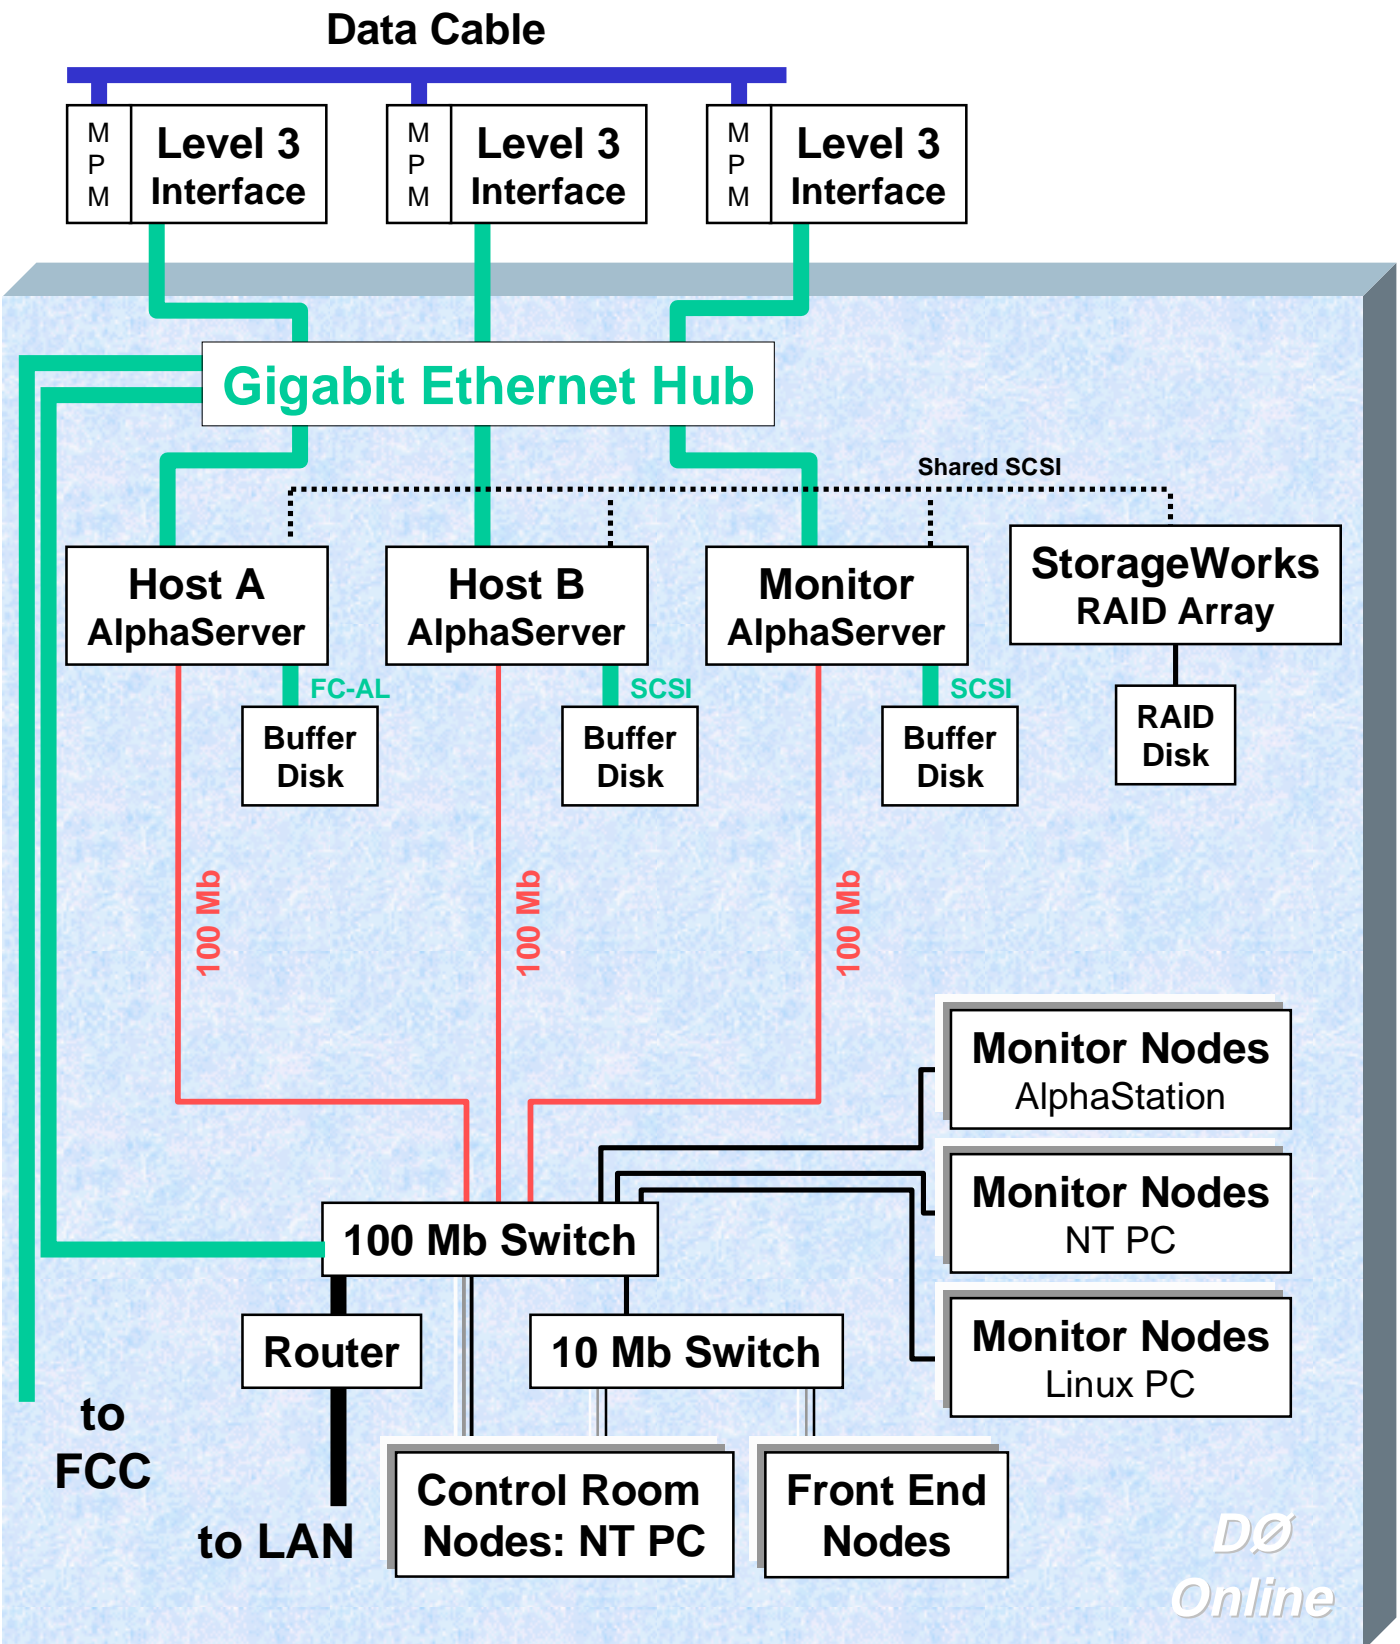 Data Cable
M
P
M
Level 3
Interface
M
P
M
Level 3
Interface
M
P
M
Level 3
Interface
Gigabit Ethernet Hub
Shared SCSI
Host A
AlphaServer
Host B
AlphaServer
Monitor
AlphaServer
StorageWorks
RAID Array
FC-AL
SCSI
SCSI
Buffer
Disk
Buffer
Disk
Buffer
Disk
RAID
Disk
100 Mb
100 Mb
100 Mb
Monitor Nodes
AlphaStation
Monitor Nodes
NT PC
Monitor Nodes
Linux PC
100 Mb Switch
Router
10 Mb Switch
to
FCC
to LAN
Control Room
Nodes: NT PC
Front End
Nodes
DØ
Online